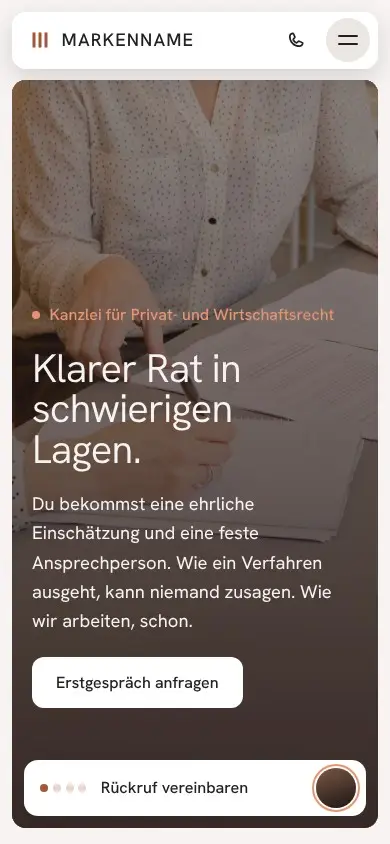 MARKENNAME
Kanzlei für Privat- und Wirtschaftsrecht
Klarer Rat in
schwierigen
Lagen.
Du bekommst eine ehrliche
Einschätzung und eine feste
Ansprechperson. Wie ein Verfahren
ausgeht, kann niemand zusagen. Wie
wir arbeiten, schon.
Erstgespräch anfragen
Rückruf vereinbaren